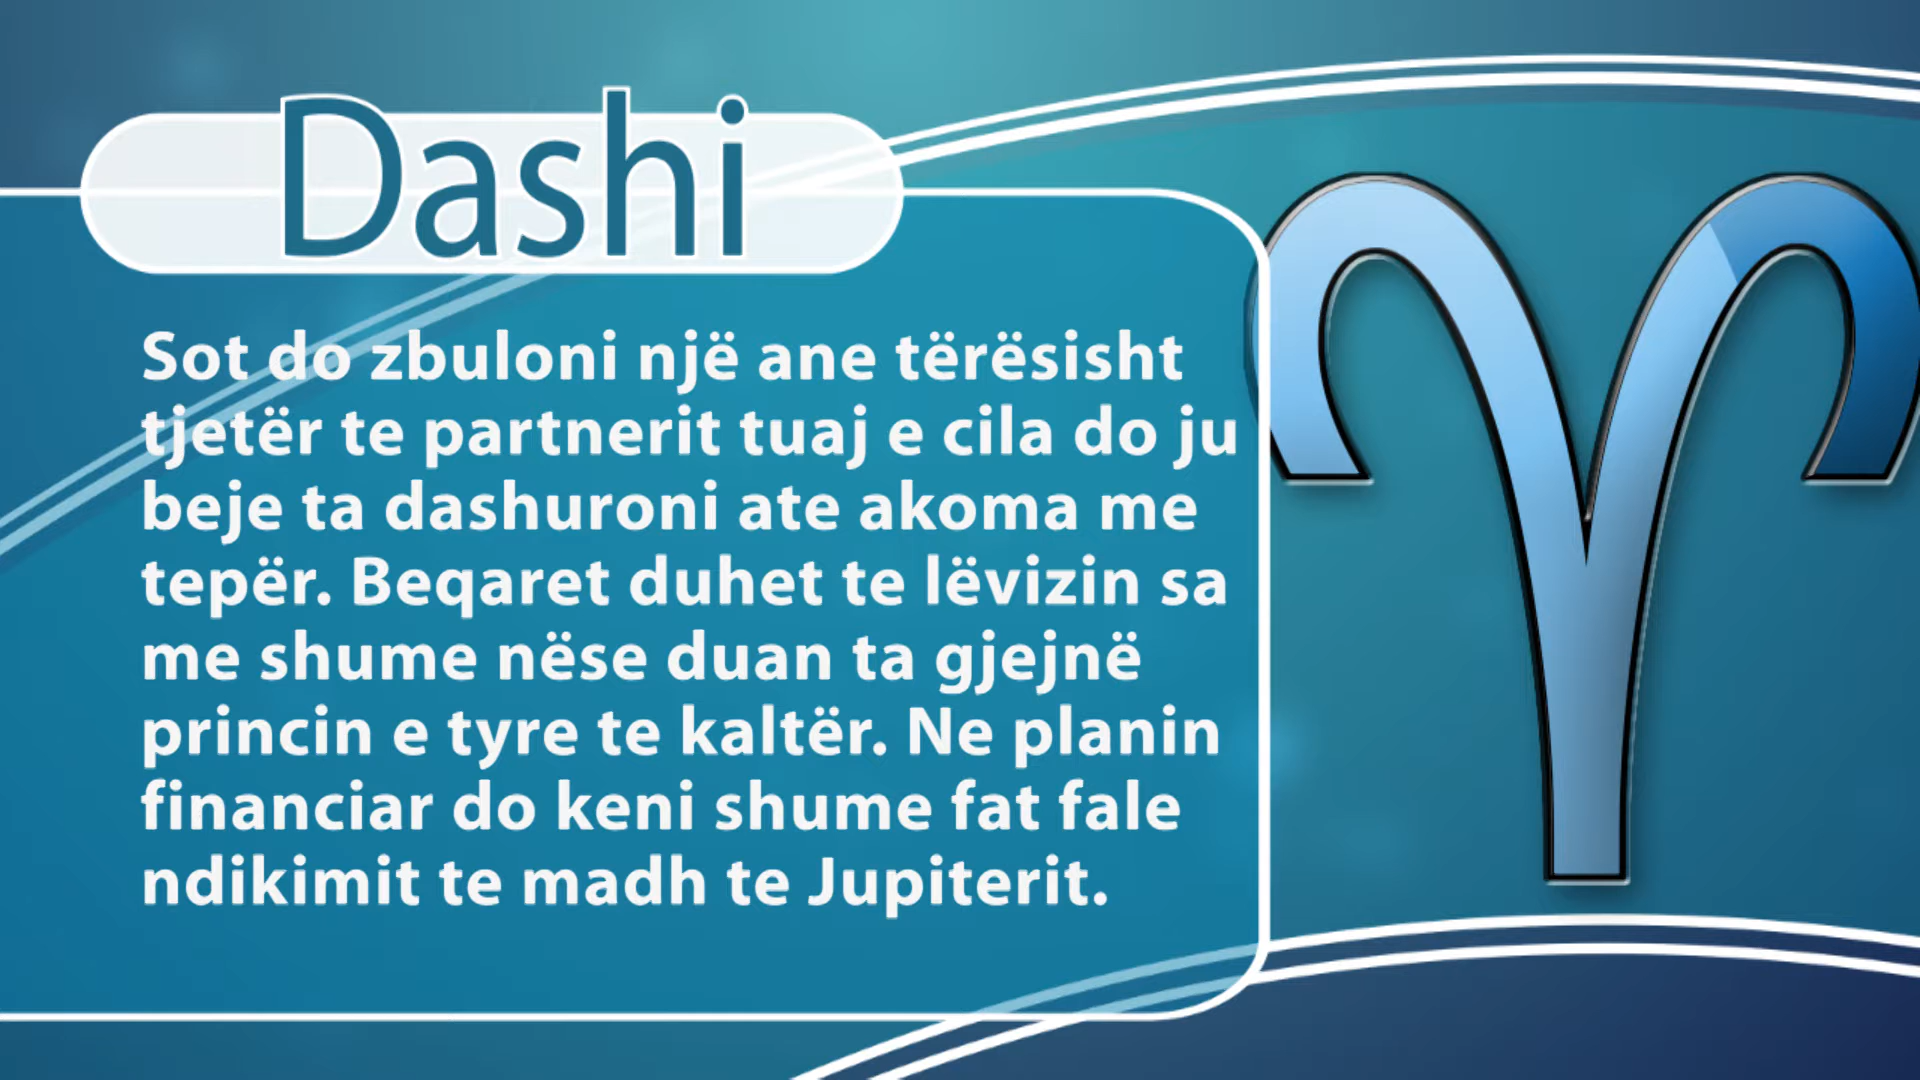 Dashi
Sot do zbuloni një ane tërësisht
tjetër te partnerit tuaj e cila do ju
beje ta dashuroni ate akoma me
tepër. Beqaret duhet te lëvizin sa
me shume nëse duan ta gjejnë
princin e tyre te kaltër. Ne planin
financiar do keni shume fat fale
ndikimit te madh te Jupiterit.